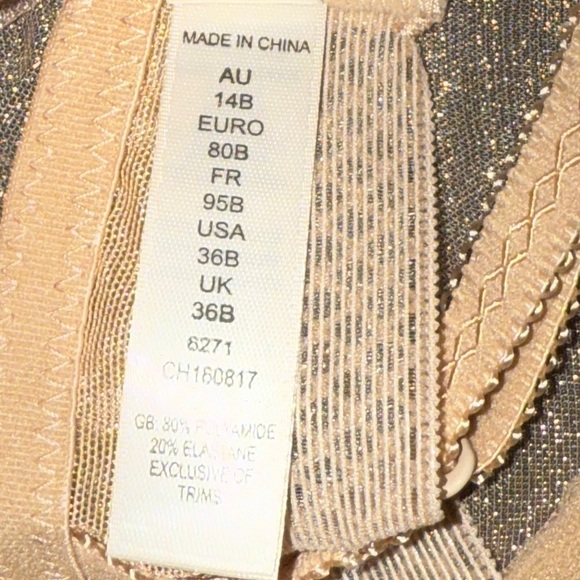 MADE IN CHINA
AU
14B
EURO
80B
FR
95B
USA
36B
UK
36B
6271
CH160817
GB: 80% POLYAMIDE
20% ELASTANE
EXCLUSIVE OF
TRIMS